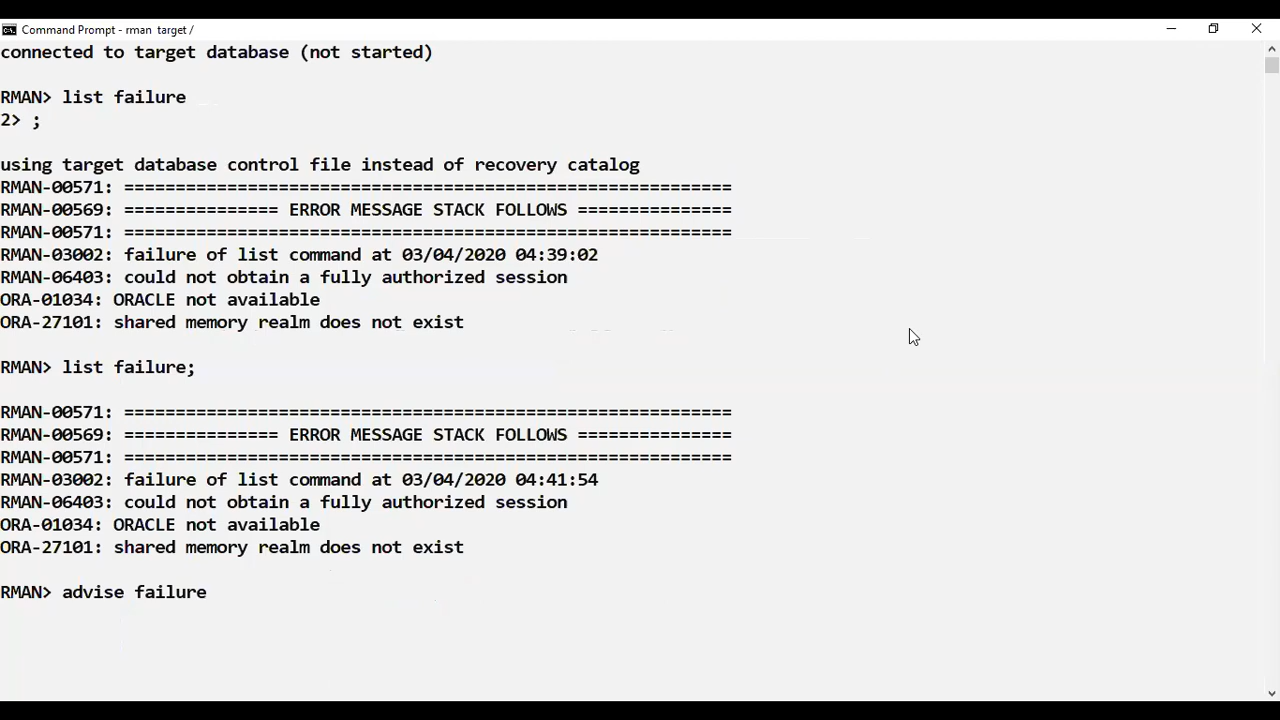 Command Prompt - rman  target /
connected to target database (not started)
RMAN> list failure
2> ;
using target database control file instead of recovery catalog
RMAN-00571: ===========================================================
RMAN-00569: =============== ERROR MESSAGE STACK FOLLOWS ===============
RMAN-00571: ===========================================================
RMAN-03002: failure of list command at 03/04/2020 04:39:02
RMAN-06403: could not obtain a fully authorized session
ORA-01034: ORACLE not available
ORA-27101: shared memory realm does not exist
RMAN> list failure;
RMAN-00571: ===========================================================
RMAN-00569: =============== ERROR MESSAGE STACK FOLLOWS ===============
RMAN-00571: ===========================================================
RMAN-03002: failure of list command at 03/04/2020 04:41:54
RMAN-06403: could not obtain a fully authorized session
ORA-01034: ORACLE not available
ORA-27101: shared memory realm does not exist
RMAN> advise failure